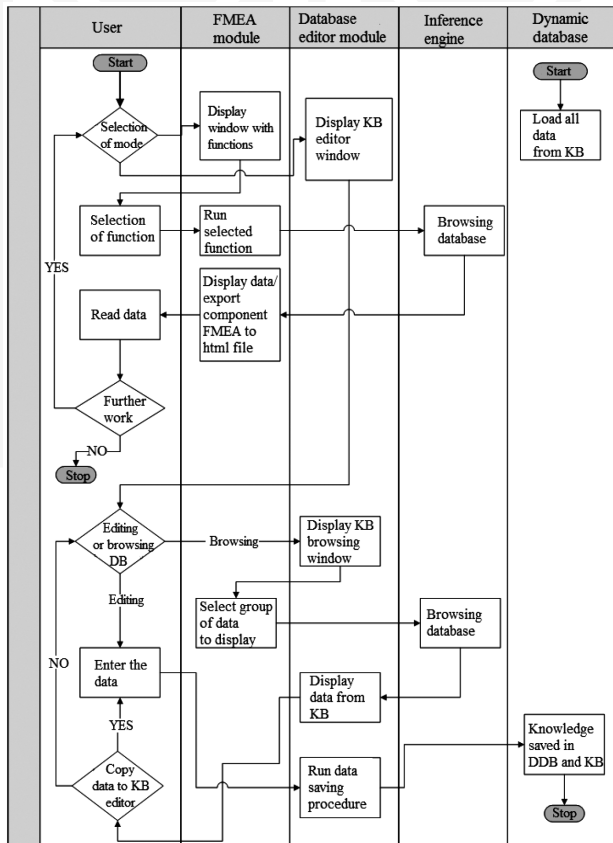 User
FMEA
module
Database
editor module
Inference
engine
Dynamic
database
Start
Start
Selection
of mode
Display
window with
functions
Display KB
editor
window
Load all
data
from KB
Selection
of function
Run
selected
function
Browsing
database
YES
Read data
Display data/
export
component
FMEA to
html file
Further
work
NO
Stop
Editing
or browsing
DB
Browsing
Display KB
browsing
window
Editing
Select group
of data
to display
Browsing
database
NO
Enter the
data
Display
data from
KB
YES
Knowledge
saved in
DDB and KB
Copy
data to KB
editor
Run data
saving
procedure
Stop